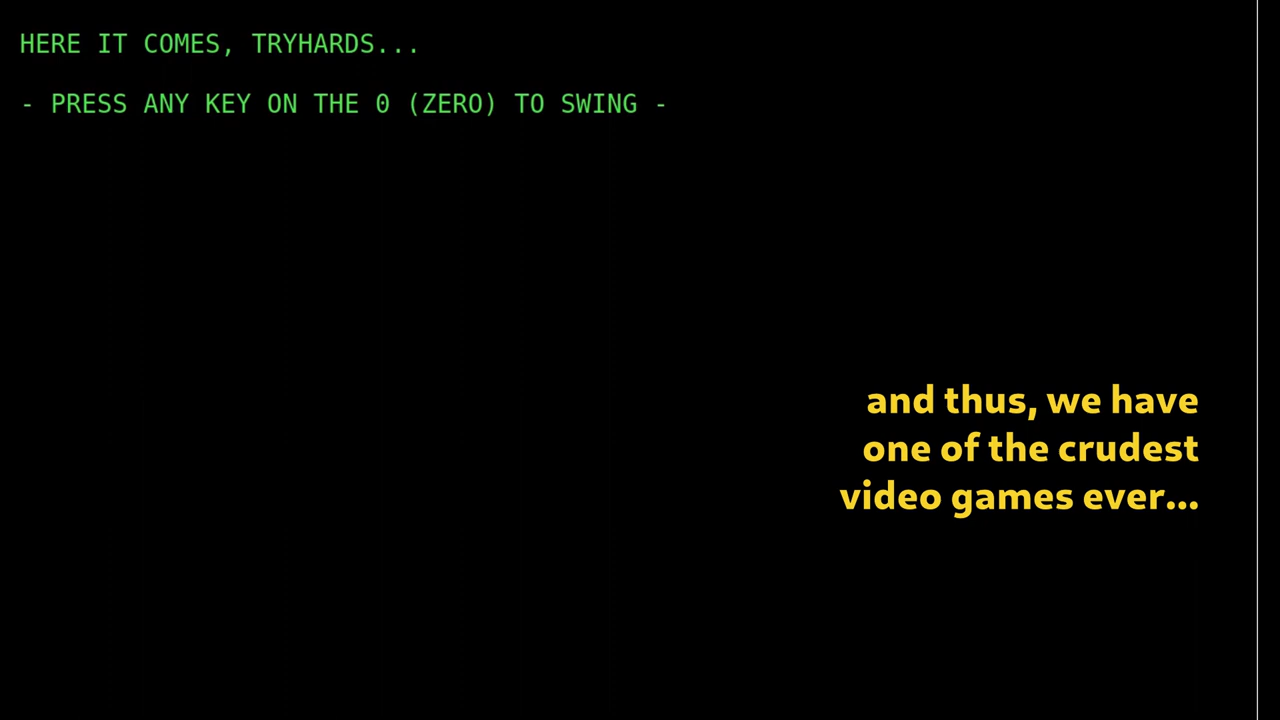 HERE IT COMES, TRYHARDS...
- PRESS ANY KEY ON THE 0 (ZERO) TO SWING -
and thus, we have
one of the crudest
video games ever...